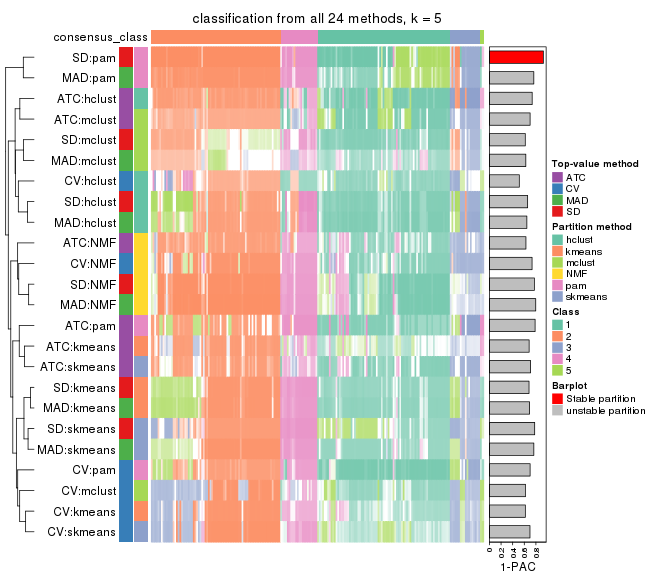 classification from all 24 methods, k = 5
consensus_class
SD:pam
MAD:pam
ATC:hclust
ATC:mclust
SD:mclust
MAD:mclust
CV:hclust
SD:hclust
MAD:hclust
ATC:NMF
CV:NMF
SD:NMF
MAD:NMF
ATC:pam
ATC:kmeans
ATC:skmeans
SD:kmeans
MAD:kmeans
SD:skmeans
MAD:skmeans
CV:pam
CV:mclust
CV:kmeans
CV:skmeans
0 0.2 0.4 0.6 0.8
1-PAC
Top-value method
ATC
CV
MAD
SD
Partition method
hclust
kmeans
mclust
NMF
pam
skmeans
Class
1
2
3
4
5
Barplot
Stable partition
unstable partition